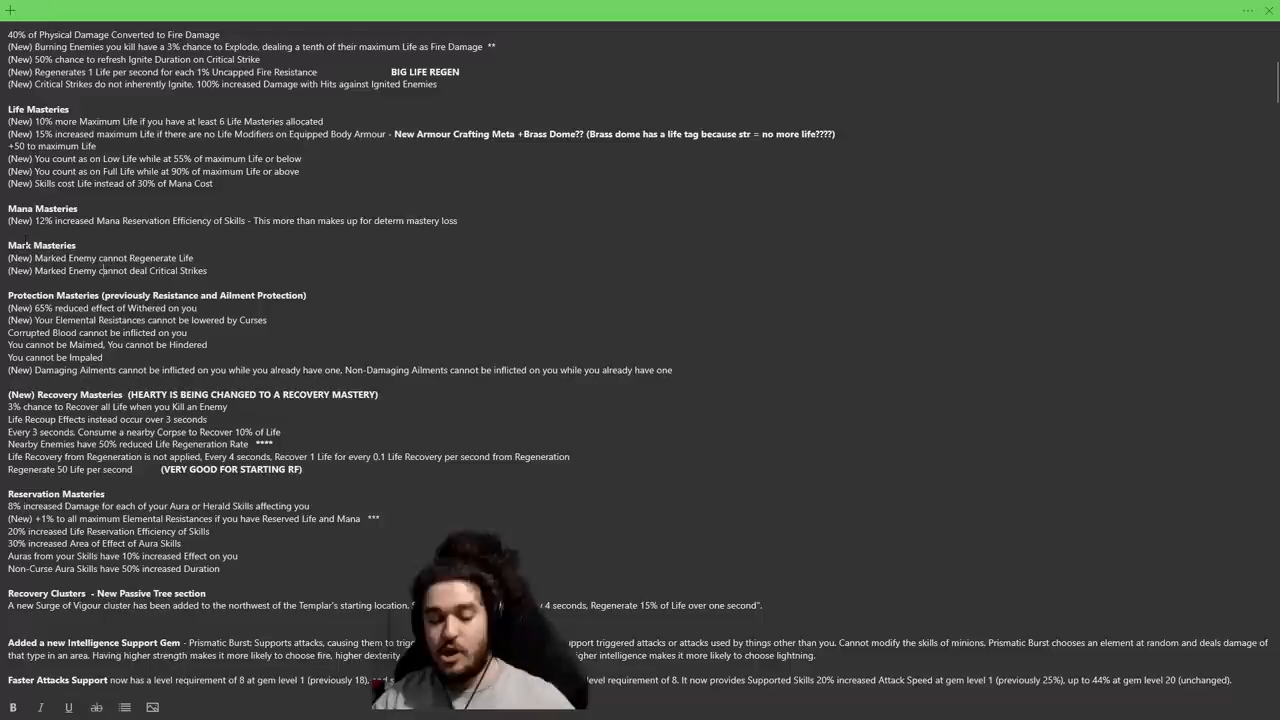 40% of Physical Damage Converted to Fire Damage
(New) Burning Enemies you kill have a 3% chance to Explode, dealing a tenth of their maximum Life as Fire Damage **
(New) 50% chance to refresh Ignite Duration on Critical Strike
(New) Regenerates 1 Life per second for each 1% Uncapped Fire Resistance BIG LIFE REGEN
(New) Critical Strikes do not inherently Ignite, 100% increased Damage with Hits against Ignited Enemies
Life Masteries
(New) 10% more Maximum Life if you have at least 6 Life Masteries allocated
(New) 15% increased maximum Life if there are no Life Modifiers on Equipped Body Armour - New Armour Crafting Meta +Brass Dome?? (Brass dome has a life tag because str = no more life????)
+50 to maximum Life
(New) You count as on Low Life while at 55% of maximum Life or below
(New) You count as on Full Life while at 90% of maximum Life or above
(New) Skills cost Life instead of 30% of Mana Cost
Mana Masteries
(New) 12% increased Mana Reservation Efficiency of Skills - This more than makes up for determ mastery loss
Mark Masteries
(New) Marked Enemy cannot Regenerate Life
(New) Marked Enemy cannot deal Critical Strikes
Protection Masteries (previously Resistance and Ailment Protection)
(New) 65% reduced effect of Withered on you
(New) Your Elemental Resistances cannot be lowered by Curses
Corrupted Blood cannot be inflicted on you
You cannot be Maimed, You cannot be Hindered
You cannot be Impaled
(New) Damaging Ailments cannot be inflicted on you while you already have one, Non-Damaging Ailments cannot be inflicted on you while you already have one
(New) Recovery Masteries (HEARTY IS BEING CHANGED TO A RECOVERY MASTERY)
3% chance to Recover all Life when you Kill an Enemy
Life Recoup Effects instead occur over 3 seconds
Every 3 seconds, Consume a nearby Corpse to Recover 10% of Life
Nearby Enemies have 50% reduced Life Regeneration Rate ****
Life Recovery from Regeneration is not applied, Every 4 seconds, Recover 1 Life for every 0.1 Life Recovery per second from Regeneration
Regenerate 50 Life per second (VERY GOOD FOR STARTING RF)
Reservation Masteries
8% increased Damage for each of your Aura or Herald Skills affecting you
(New) +1% to all maximum Elemental Resistances if you have Reserved Life and Mana ***
20% increased Life Reservation Efficiency of Skills
30% increased Area of Effect of Aura Skills
Auras from your Skills have 10% increased Effect on you
Non-Curse Aura Skills have 50% increased Duration
Recovery Clusters - New Passive Tree section
A new Surge of Vigour cluster has been added to the northwest of the Templar's starting location. 4 seconds, Regenerate 15% of Life over one second".
Added a new Intelligence Support Gem - Prismatic Burst: Supports attacks, causing them to support triggered attacks or attacks used by things other than you. Cannot modify the skills of minions. Prismatic Burst chooses an element at random and deals damage of
that type in an area. Having higher strength makes it more likely to choose fire, higher dexterity higher intelligence makes it more likely to choose lightning.
Faster Attacks Support now has a level requirement of 8 at gem level 1 (previously 18), level requirement of 8. It now provides Supported Skills 20% increased Attack Speed at gem level 1 (previously 25%), up to 44% at gem level 20 (unchanged).
B I U ab